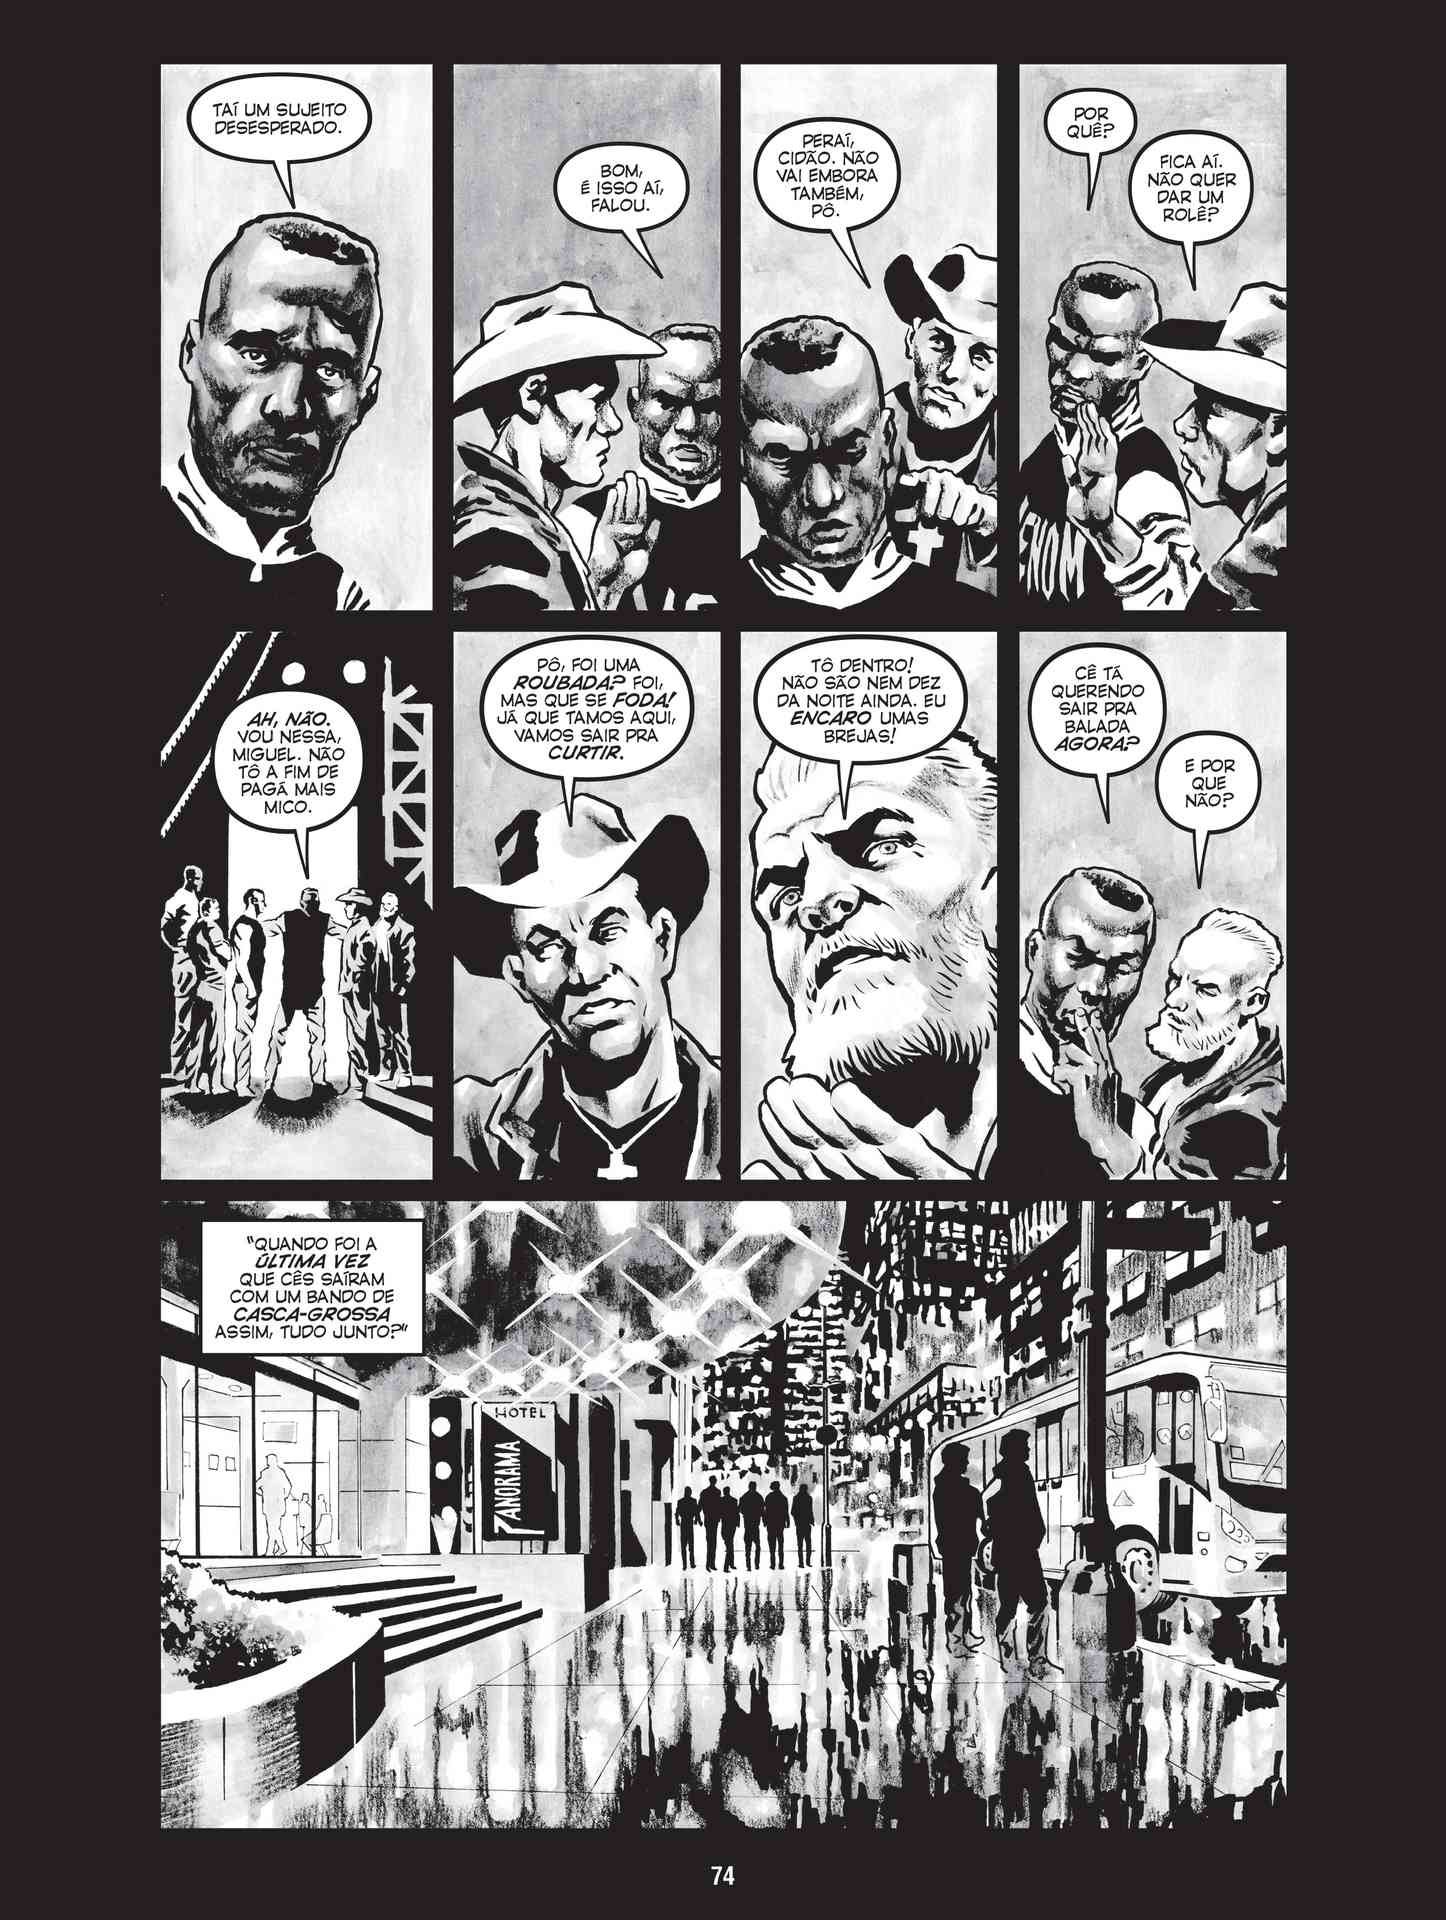 TAÍ UM SUJEITO
DESESPERADO.
BOM,
É ISSO AÍ,
FALOU.
PERAÍ,
CIDÃO. NÃO
VAI EMBORA
TAMBÉM,
PÔ.
POR
QUÊ?
FICA AÍ.
NÃO QUER
DAR UM
ROLÊ?
ENOM
AH, NÃO.
VOU NESSA,
MIGUEL. NÃO
TÔ A FIM DE
PAGÃ MAIS
MICO.
PÔ, FOI UMA
ROUBADA? FOI,
MAS QUE SE FODA!
JÁ QUE TAMOS AQUI,
VAMOS SAIR PRA
CURTIR.
TÔ DENTRO!
NÃO SÃO NEM DEZ
DA NOITE AINDA. EU
ENCARO UMAS
BREJAS!
CÊ TÁ
QUERENDO
SAIR PRA
BALADA
AGORA?
E POR
QUE
NÃO?
"QUANDO FOI A
ÚLTIMA VEZ
QUE CÊS SAÍRAM
COM UM BANDO DE
CASCA-GROSSA
ASSIM, TUDO JUNTO?"
HOTEL
PANORAMA
74